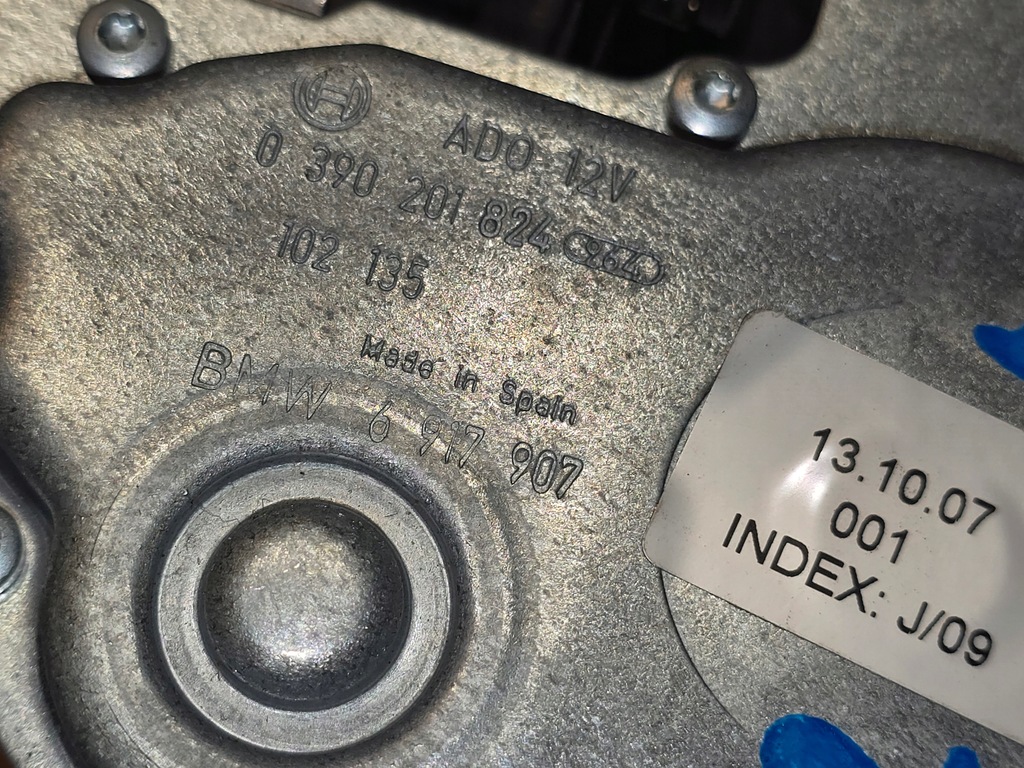 ADO 12V
0 390 201 824 964
102 135
Made in Spain
BMW 6 917 907
13.10.07
001
INDEX: J/09